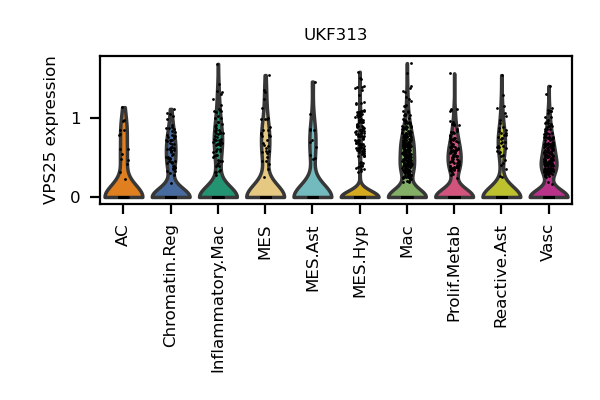 UKF313
VPS25 expression
1
0
AC
Chromatin.Reg
Inflammatory.Mac
MES
MES.Ast
MES.Hyp
Mac
Prolif.Metab
Reactive.Ast
Vasc